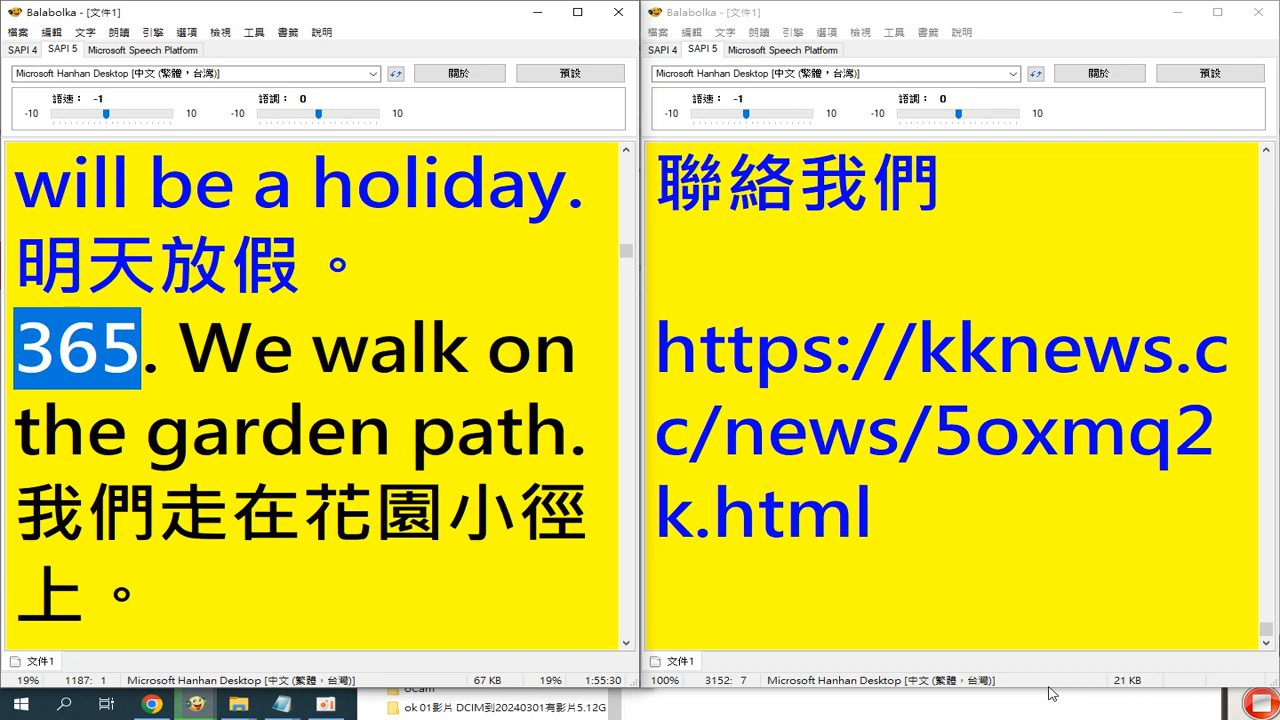 Balabolka - [文件1]
檔案 編輯 文字 朗讀 引擎 選項 檢視 工具 書籤 說明
SAPI 4 SAPI 5 Microsoft Speech Platform
Microsoft Hanhan Desktop [中文 (繁體，台灣)] 關於 預設
語速： -1 語調： 0
-10 10 -10 10
will be a holiday.
明天放假。
365. We walk on
the garden path.
我們走在花園小徑
上。
文件1
19% 1187: 1 Microsoft Hanhan Desktop [中文 (繁體，台灣)] 67 KB 19% 1:55:30
Balabolka - [文件1]
檔案 編輯 文字 朗讀 引擎 選項 檢視 工具 書籤 說明
SAPI 4 SAPI 5 Microsoft Speech Platform
Microsoft Hanhan Desktop [中文 (繁體，台灣)] 關於 預設
語速： -1 語調： 0
-10 10 -10 10
聯絡我們
https://kknews.c
c/news/5oxmq2
k.html
文件1
100% 3152: 7 Microsoft Hanhan Desktop [中文 (繁體，台灣)] 21 KB
oCam
ok 01影片 DCIM到20240301有影片5.12G